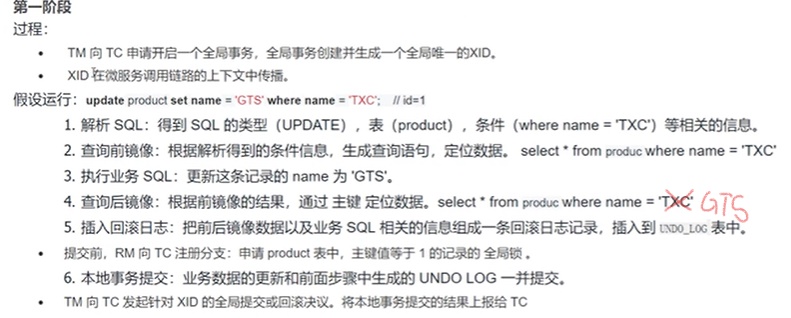 第一阶段
过程：
• TM 向 TC 申请开启一个全局事务，全局事务创建并生成一个全局唯一的XID。
• XID 在微服务调用链路的上下文中传播。
假设运行：update product set name = 'GTS' where name = 'TXC'; // id=1
1. 解析 SQL：得到 SQL 的类型（UPDATE），表（product），条件（where name = 'TXC'）等相关的信息。
2. 查询前镜像：根据解析得到的条件信息，生成查询语句，定位数据。 select * from produc where name = 'TXC'
3. 执行业务 SQL：更新这条记录的 name 为 'GTS'。
4. 查询后镜像：根据前镜像的结果，通过 主键 定位数据。select * from produc where name = 'TXC' GTS
5. 插入回滚日志：把前后镜像数据以及业务 SQL 相关的信息组成一条回滚日志记录，插入到 UNDO_LOG 表中。
• 提交前，RM 向 TC 注册分支：申请 product 表中，主键值等于 1 的记录的 全局锁 。
6. 本地事务提交：业务数据的更新和前面步骤中生成的 UNDO LOG 一并提交。
• TM 向 TC 发起针对 XID 的全局提交或回滚决议。将本地事务提交的结果上报给 TC